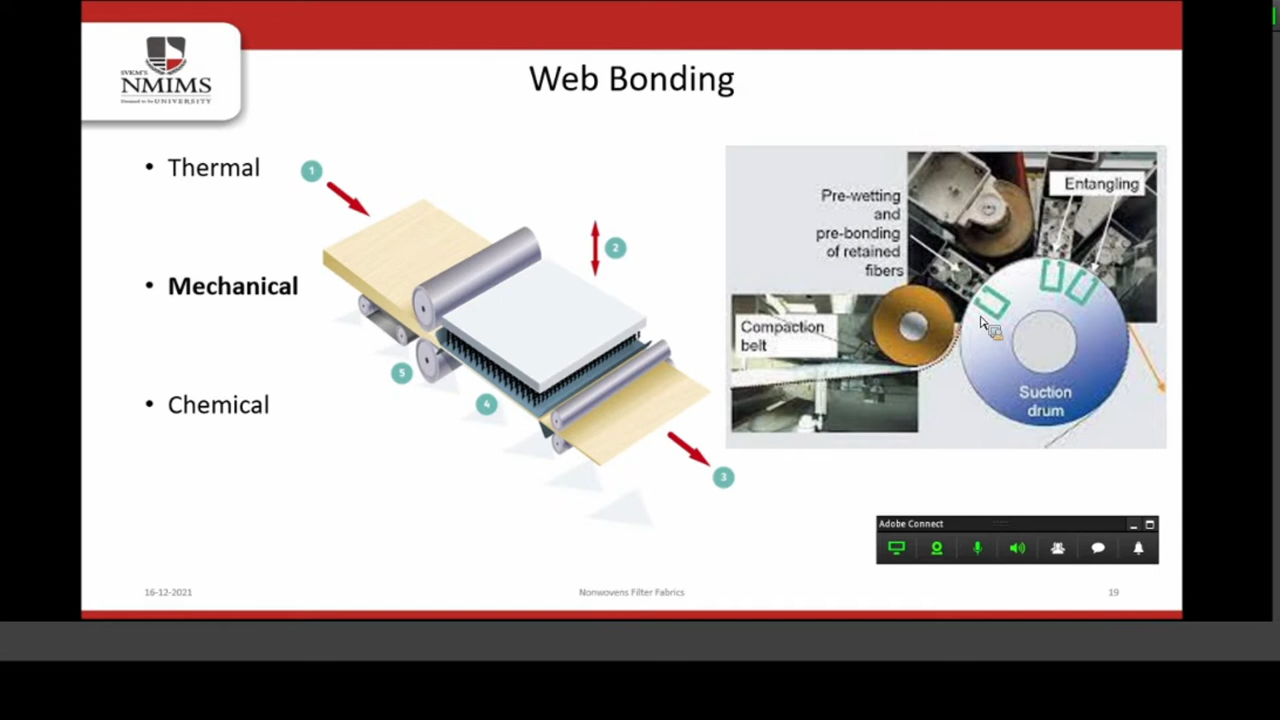 SVKM'S
NMIMS
Deemed to be UNIVERSITY
Web Bonding
• Thermal
• Mechanical
• Chemical
1
2
3
4
5
Pre-wetting
and
pre-bonding
of retained
fibers
Entangling
Compaction
belt
Suction
drum
Adobe Connect
16-12-2021
Nonwovens Filter Fabrics
19